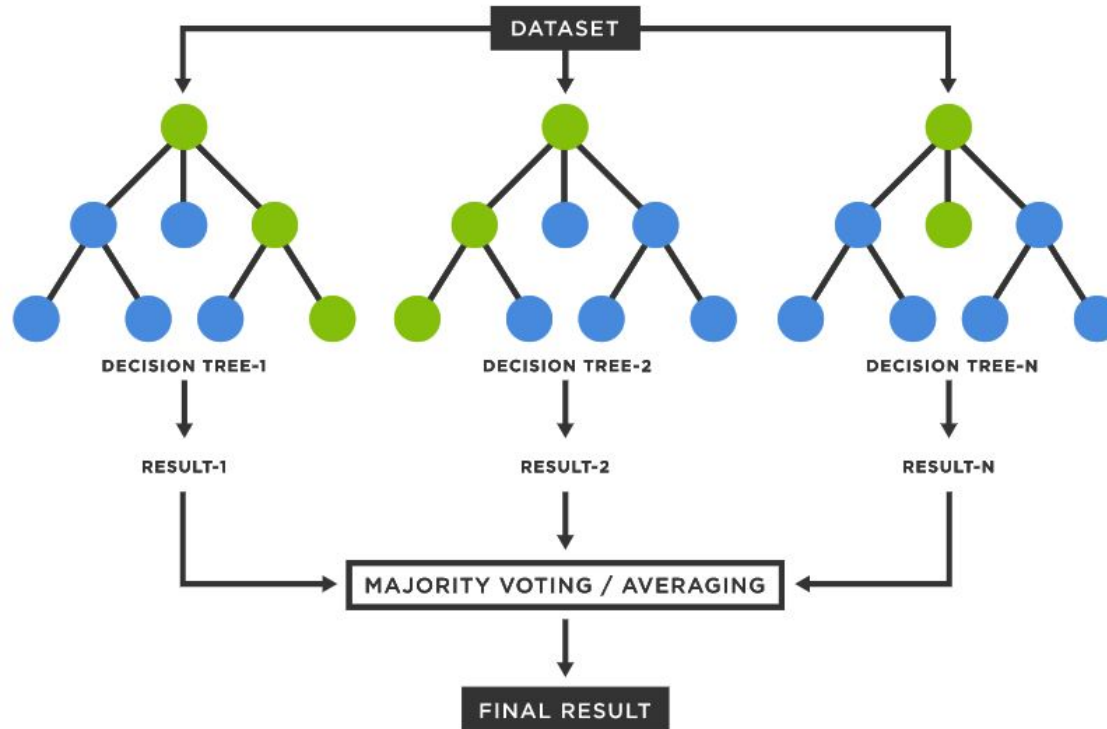 DATASET
DECISION TREE-1
DECISION TREE-2
DECISION TREE-N
RESULT-1
RESULT-2
RESULT-N
MAJORITY VOTING / AVERAGING
FINAL RESULT